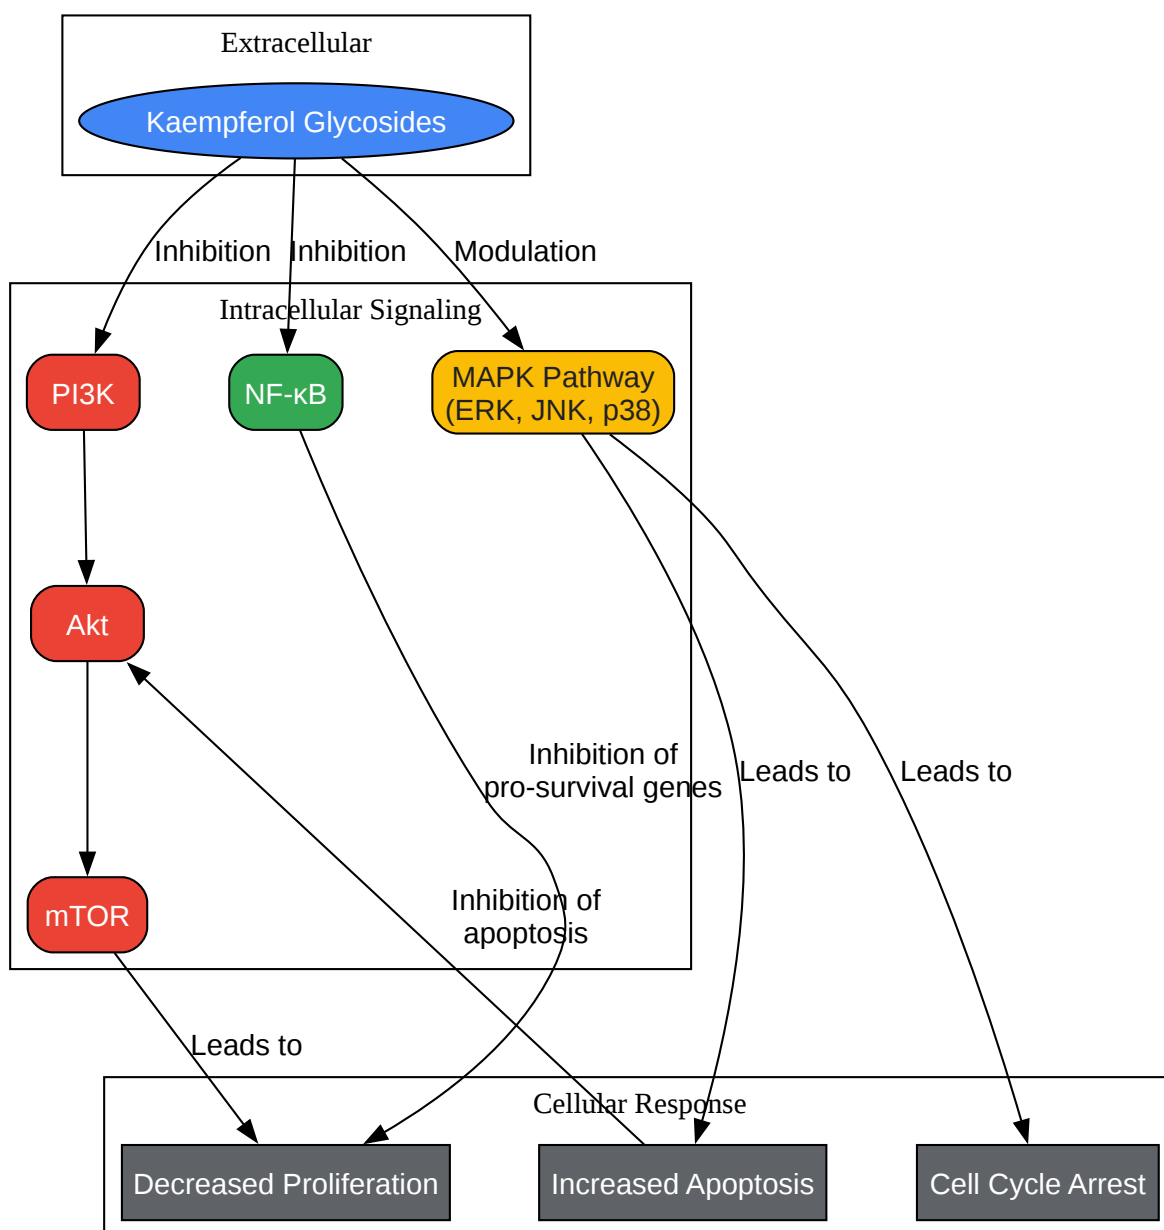 Extracellular
Kaempferol Glycosides
Inhibition
Inhibition
Modulation
Intracellular Signaling
PI3K
NF-κB
MAPK Pathway
(ERK, JNK, p38)
Akt
Inhibition of
pro-survival genes
Leads to
Leads to
mTOR
Inhibition of
apoptosis
Leads to
Cellular Response
Decreased Proliferation
Increased Apoptosis
Cell Cycle Arrest